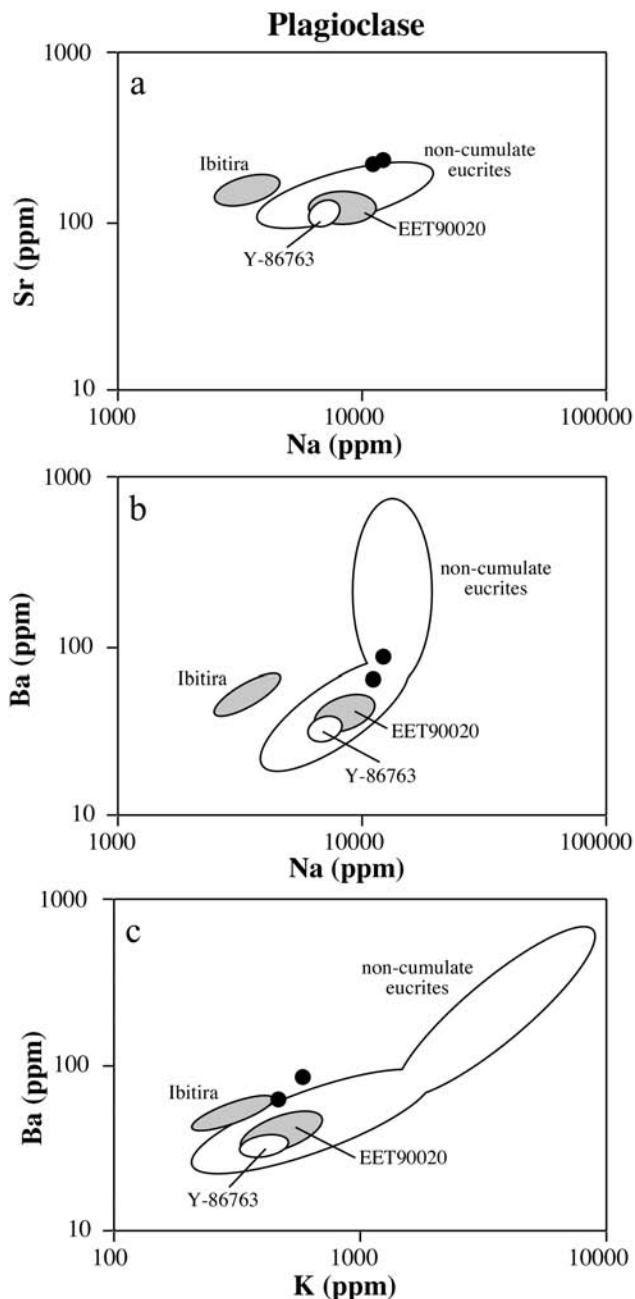 Plagioclase
1000
a
Ibitira
non-cumulate
eucrites
100
EET90020
Y-86763
Sr (ppm)
10
1000
10000
100000
Na (ppm)
1000
b
non-cumulate
eucrites
100
Ibitira
Ba (ppm)
EET90020
Y-86763
10
1000
10000
100000
Na (ppm)
1000
c
non-cumulate
eucrites
100
Ibitira
Ba (ppm)
EET90020
Y-86763
10
100
1000
10000
K (ppm)